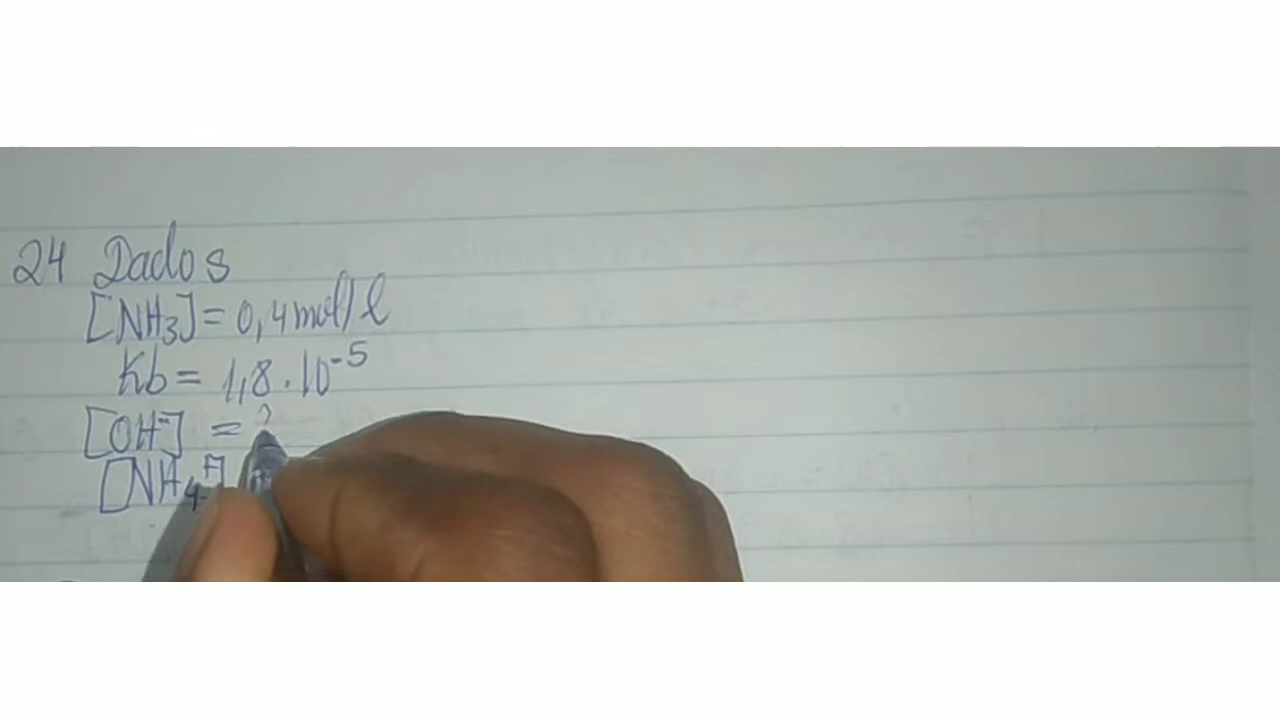 24 Dados
[NH₃] = 0,4 mol/l
Kb = 1,8 . 10⁻⁵
[OH⁻] = ?
[NH₄⁺]